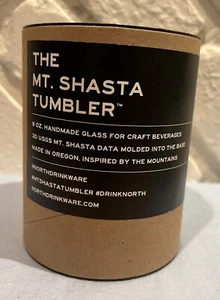 THE
MT. SHASTA
TUMBLER™
8 OZ. HANDMADE GLASS FOR CRAFT BEVERAGES
3D USGS MT. SHASTA DATA MOLDED INTO THE BASE
MADE IN OREGON, INSPIRED BY THE MOUNTAINS
@NORTHDRINKWARE
#MTSHASTATUMBLER #DRINKNORTH
NORTHDRINKWARE.COM